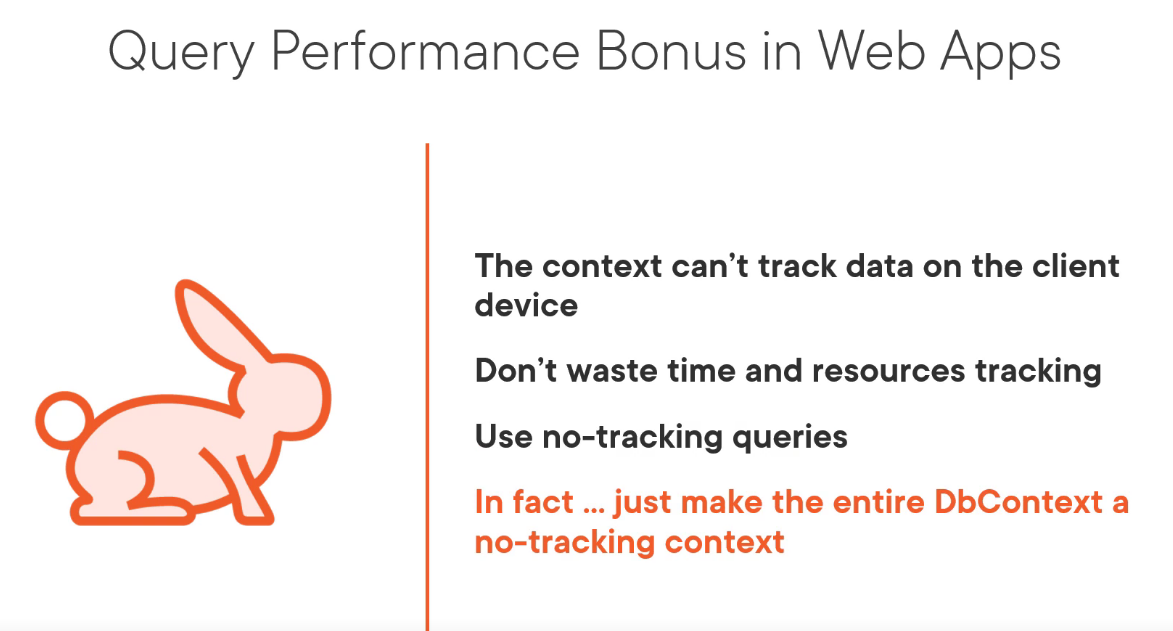 Query Performance Bonus in Web Apps
The context can’t track data on the client
device
Don’t waste time and resources tracking
Use no-tracking queries
In fact ... just make the entire DbContext a
no-tracking context